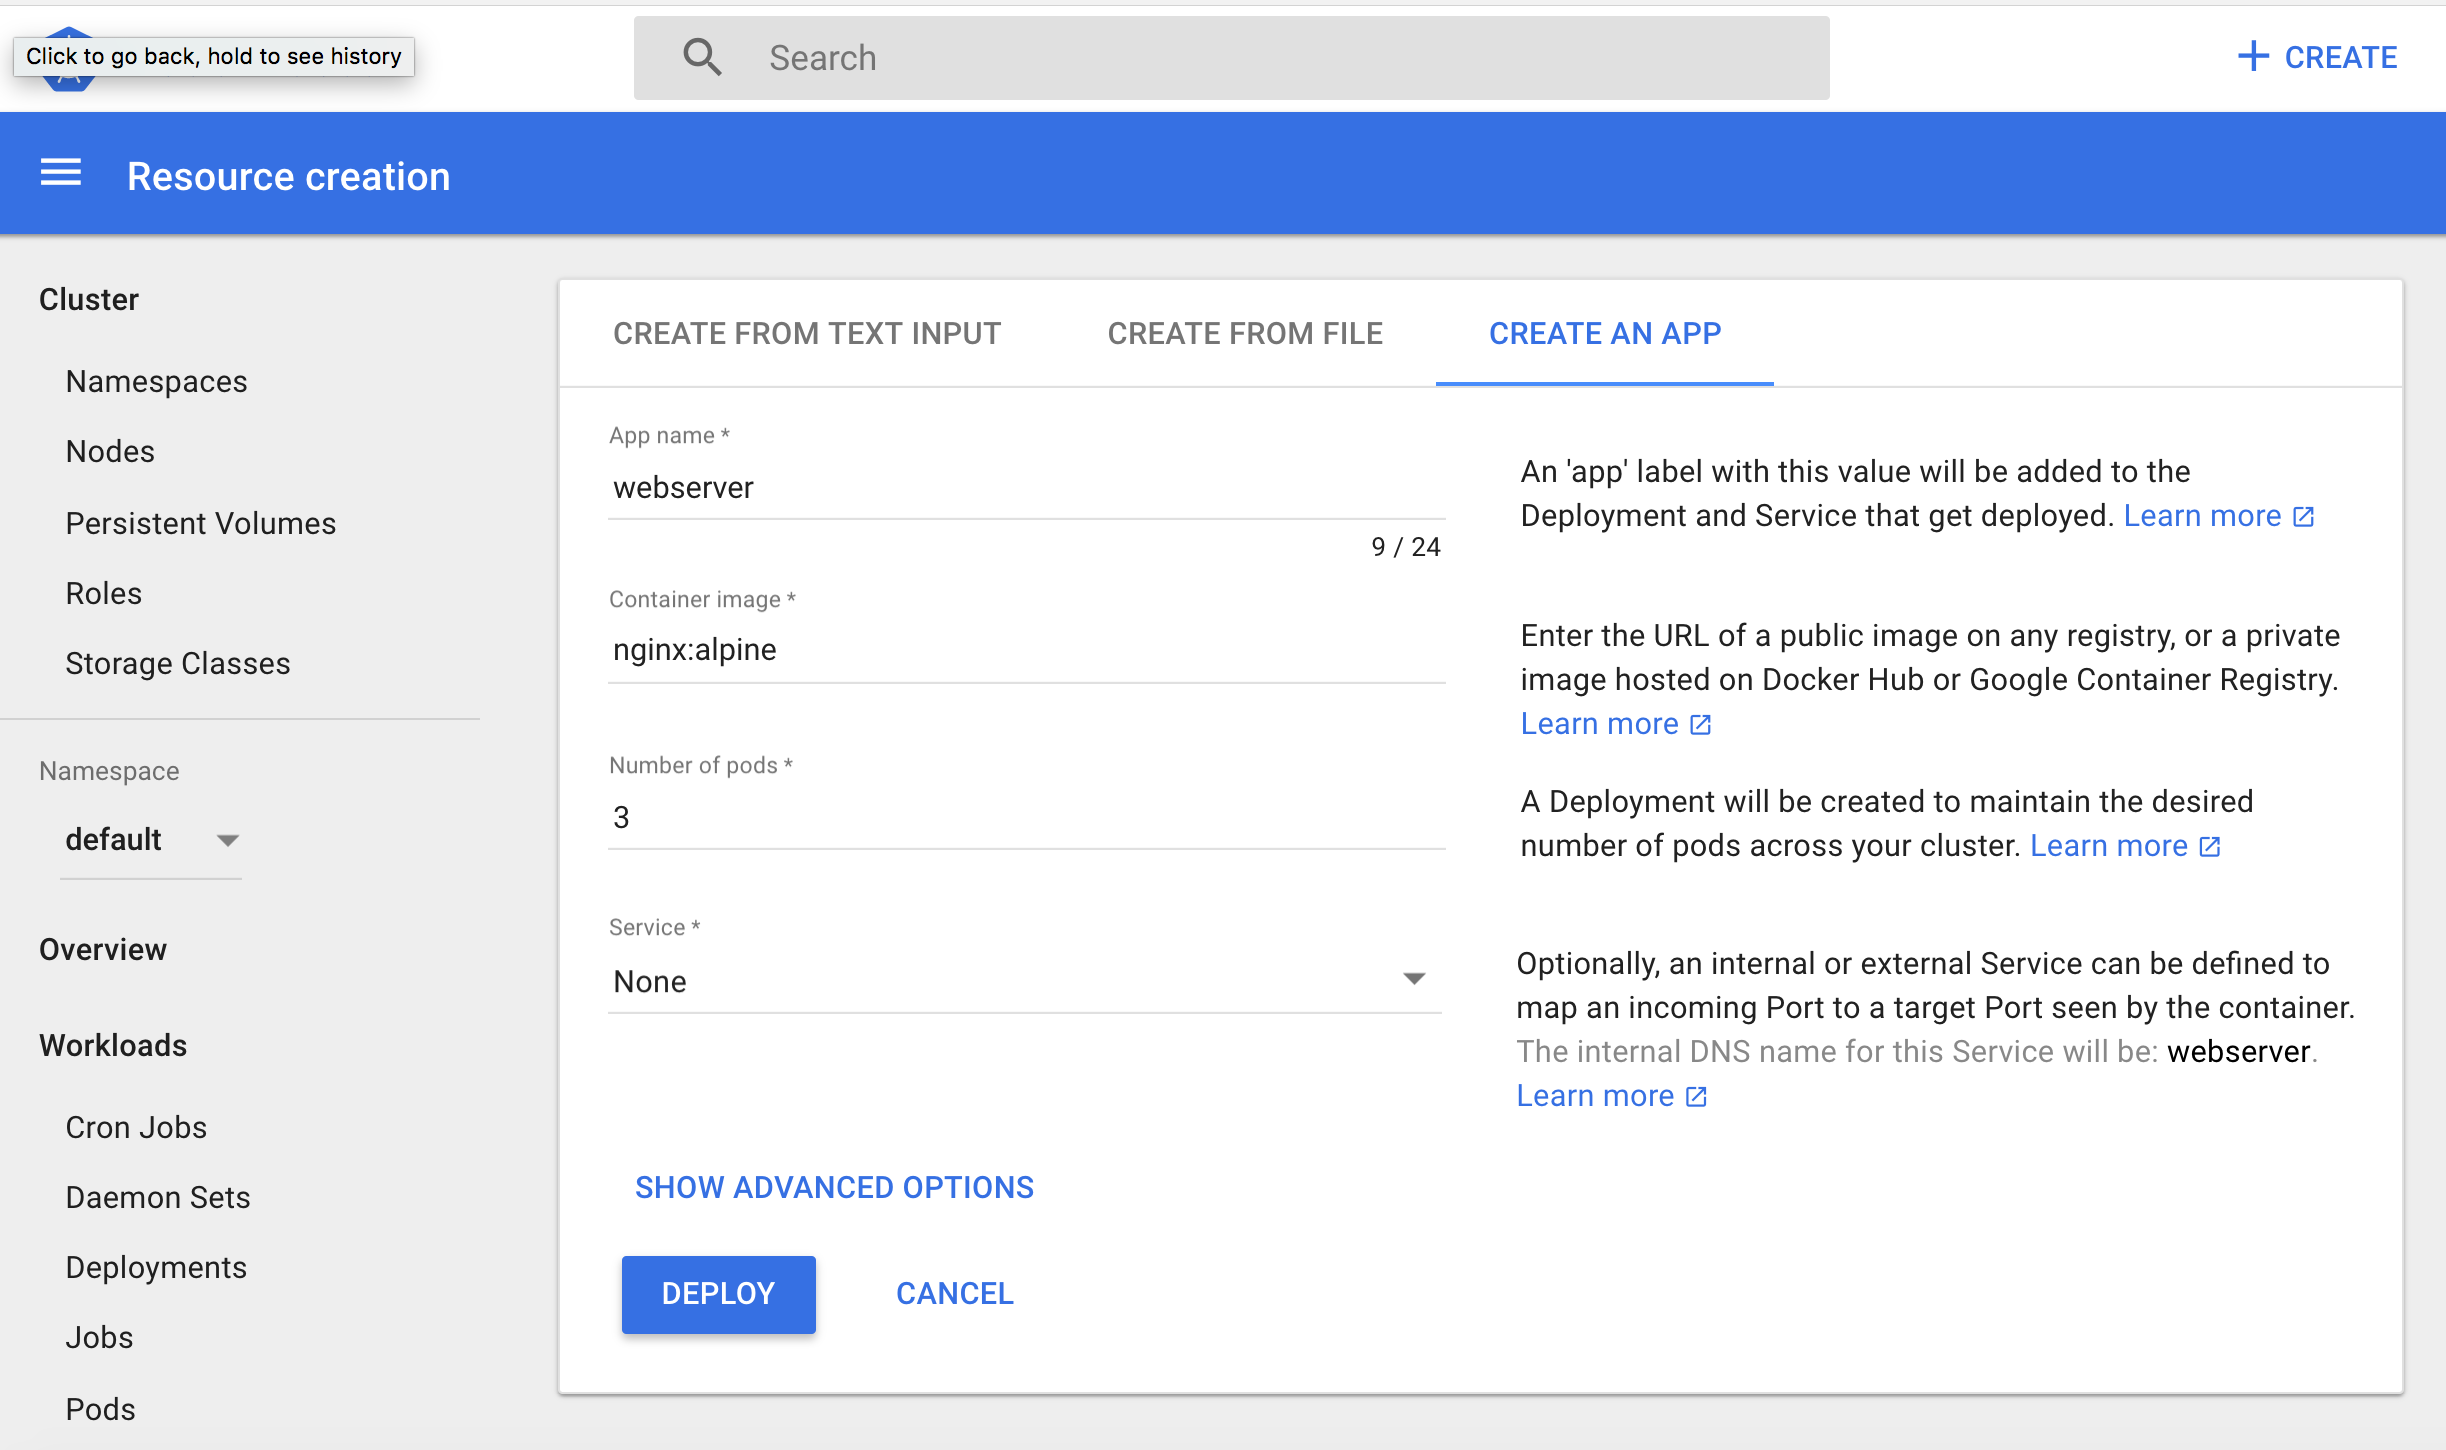 Click to go back, hold to see history
Search
CREATE
Resource creation
Cluster
Namespaces
Nodes
Persistent Volumes
Roles
Storage Classes
Namespace
default
Overview
Workloads
Cron Jobs
Daemon Sets
Deployments
Jobs
Pods
CREATE FROM TEXT INPUT
CREATE FROM FILE
CREATE AN APP
App name *
webserver
9 / 24
An 'app' label with this value will be added to the
Deployment and Service that get deployed. Learn more
Container image *
nginx:alpine
Enter the URL of a public image on any registry, or a private
image hosted on Docker Hub or Google Container Registry.
Learn more
Number of pods *
3
A Deployment will be created to maintain the desired
number of pods across your cluster. Learn more
Service *
None
Optionally, an internal or external Service can be defined to
map an incoming Port to a target Port seen by the container.
The internal DNS name for this Service will be: webserver.
Learn more
SHOW ADVANCED OPTIONS
DEPLOY
CANCEL